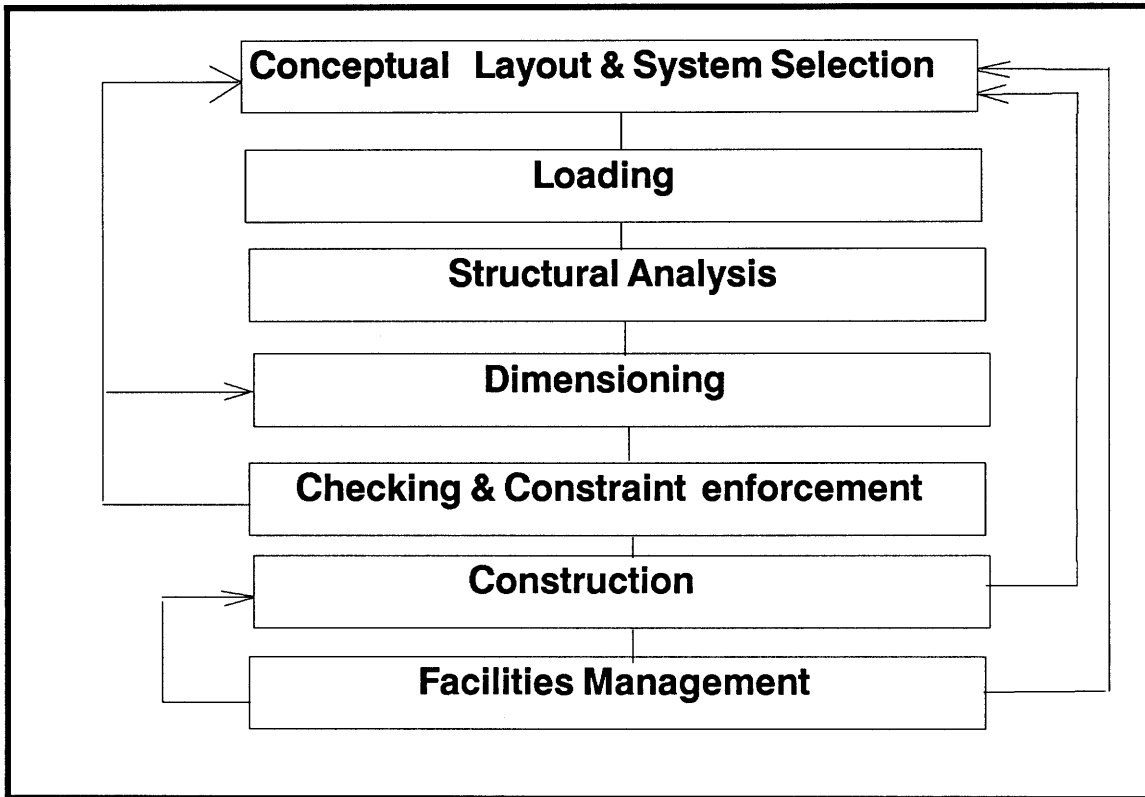 Conceptual Layout & System Selection
Loading
Structural Analysis
Dimensioning
Checking & Constraint enforcement
Construction
Facilities Management